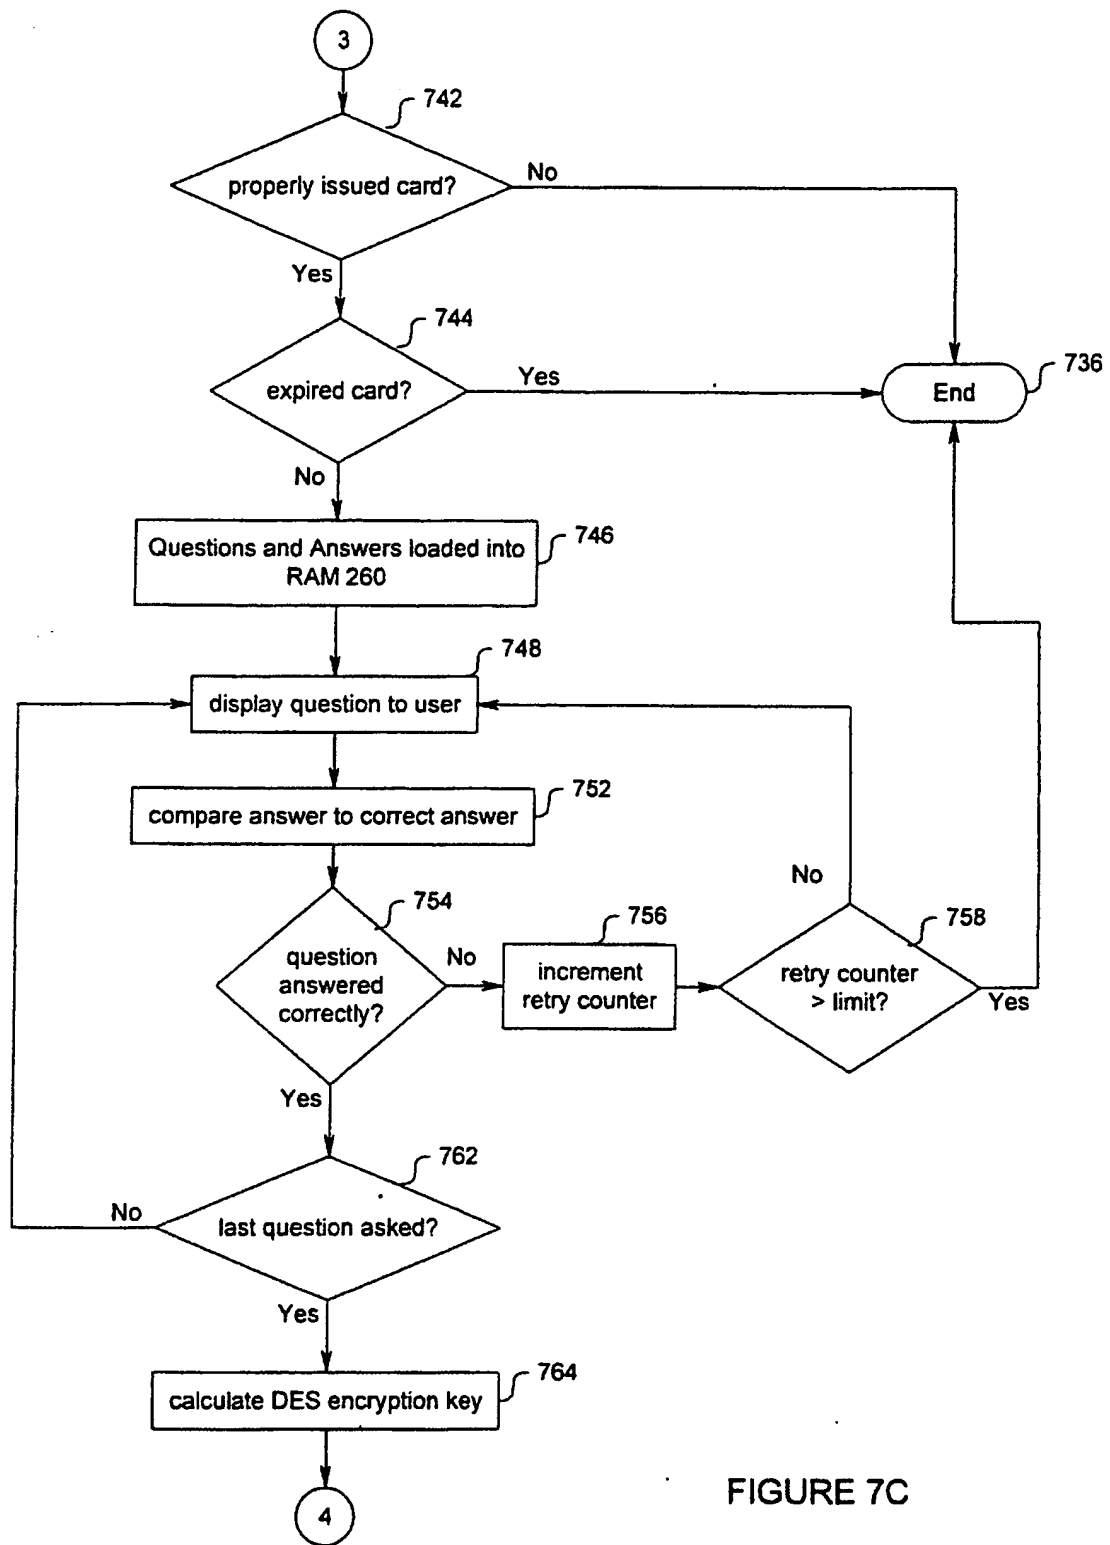 3
742
properly issued card?
No
Yes
744
expired card?
Yes
End
736
No
Questions and Answers loaded into
RAM 260
746
748
display question to user
752
compare answer to correct answer
No
754
756
758
question
answered
correctly?
No
increment
retry counter
retry counter
> limit?
Yes
Yes
762
No
last question asked?
Yes
764
calculate DES encryption key
4
FIGURE 7C